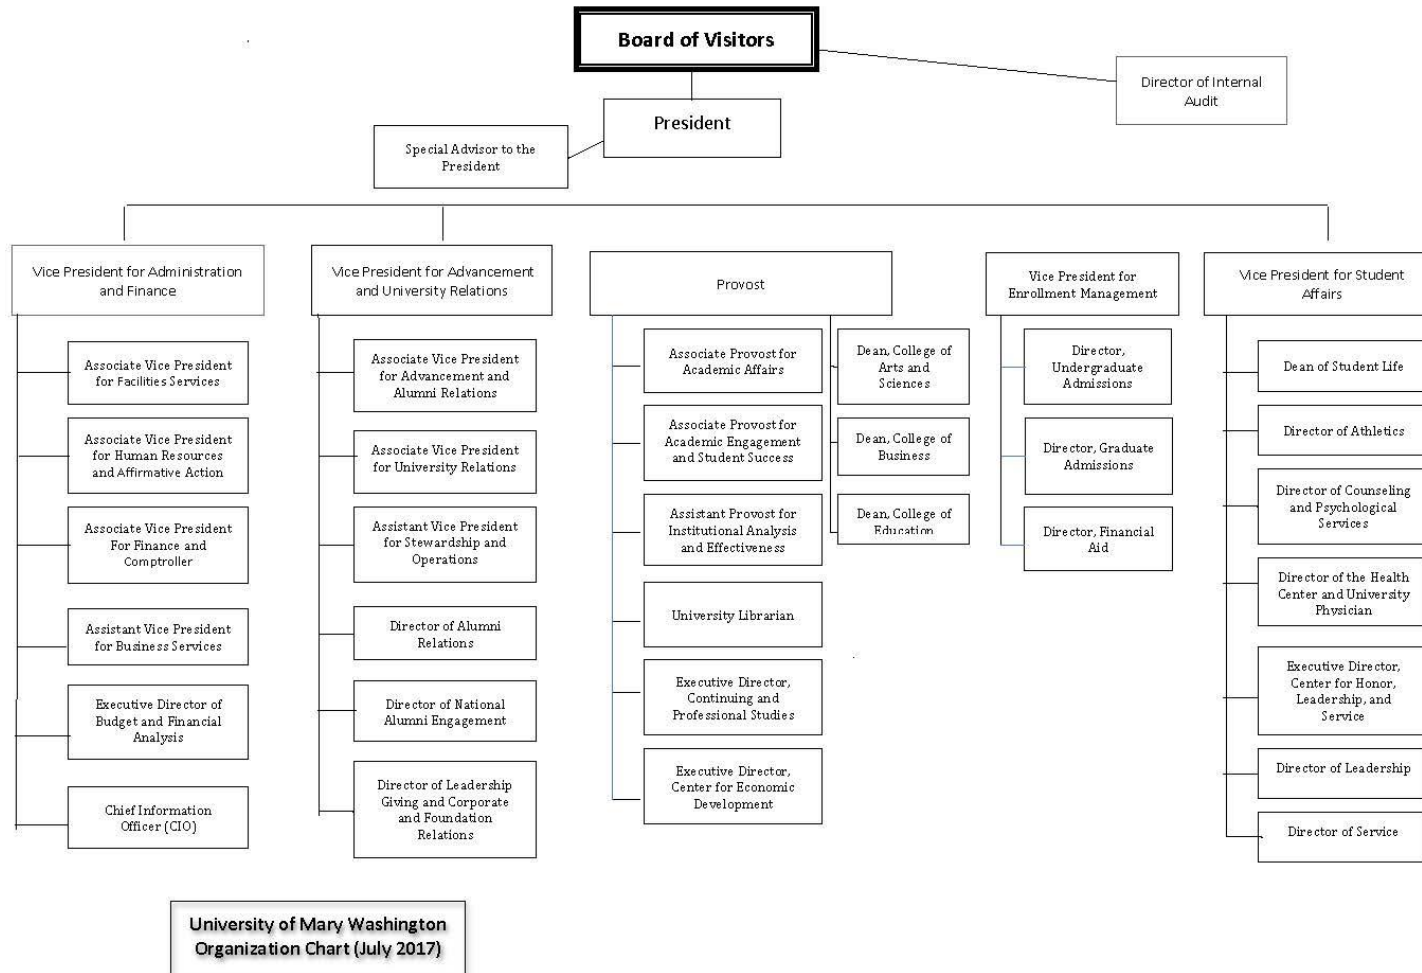 Board of Visitors
Director of Internal
Audit
President
Special Advisor to the
President
Vice President for Administration
and Finance
Vice President for Advancement
and University Relations
Provost
Vice President for
Enrollment Management
Vice President for Student
Affairs
Associate Vice President
for Facilities Services
Associate Vice President
for Human Resources
and Affirmative Action
Associate Vice President
For Finance and
Comptroller
Assistant Vice President
for Business Services
Executive Director of
Budget and Financial
Analysis
Chief Information
Officer (CIO)
Associate Vice President
for Advancement and
Alumni Relations
Associate Vice President
for University Relations
Assistant Vice President
for Stewardship and
Operations
Director of Alumni
Relations
Director of National
Alumni Engagement
Director of Leadership
Giving and Corporate
and Foundation
Relations
Associate Provost for
Academic Affairs
Associate Provost for
Academic Engagement
and Student Success
Assistant Provost for
Institutional Analysis
and Effectiveness
University Librarian
Executive Director,
Continuing and
Professional Studies
Executive Director,
Center for Economic
Development
Dean, College of
Arts and
Sciences
Dean, College of
Business
Dean, College of
Education
Director,
Undergraduate
Admissions
Director, Graduate
Admissions
Director, Financial
Aid
Dean of Student Life
Director of Athletics
Director of Counseling
and Psychological
Services
Director of the Health
Center and University
Physician
Executive Director,
Center for Honor,
Leadership, and
Service
Director of Leadership
Director of Service
University of Mary Washington
Organization Chart (July 2017)